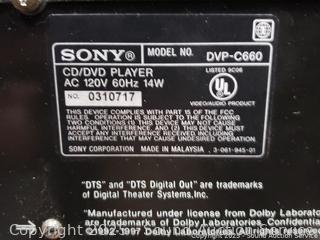 SONY® MODEL NO. DVP-C660
CD/DVD PLAYER
AC 120V 60Hz 14W
NO. 0310717
LISTED 9C06
VIDEO/AUDIO PRODUCT
THIS DEVICE COMPLIES WITH PART 15 OF THE FCC
RULES. OPERATION IS SUBJECT TO THE FOLLOWING
TWO CONDITIONS: (1) THIS DEVICE MAY NOT CAUSE
HARMFUL INTERFERENCE, AND (2) THIS DEVICE MUST
ACCEPT ANY INTERFERENCE RECEIVED, INCLUDING
INTERFERENCE THAT MAY CAUSE UNDESIRED OPERATION.
SONY CORPORATION MADE IN MALAYSIA 3-061-945-01
"DTS" and "DTS Digital Out" are trademarks
of Digital Theater Systems,Inc.
Manufactured under license from Dolby Laborato
are trademarks of Dolby Laboratories. Confidential
©1992-1997 Dolby Laboratories. All rights reserved